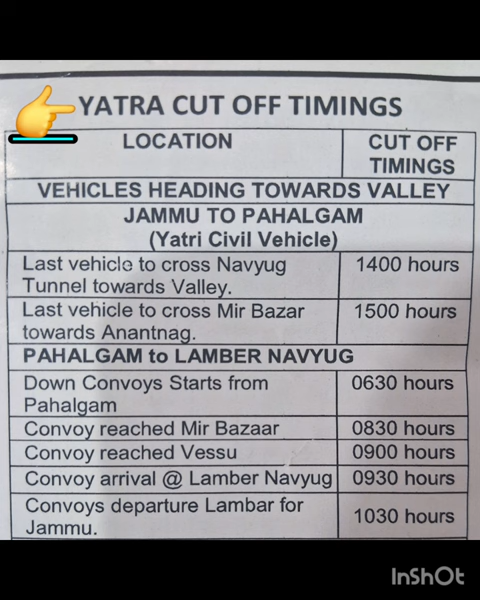 YATRA CUT OFF TIMINGS
LOCATION
CUT OFF
TIMINGS
VEHICLES HEADING TOWARDS VALLEY
JAMMU TO PAHALGAM
(Yatri Civil Vehicle)
Last vehicle to cross Navyug
Tunnel towards Valley.
1400 hours
Last vehicle to cross Mir Bazar
towards Anantnag.
1500 hours
PAHALGAM to LAMBER NAVYUG
Down Convoys Starts from
Pahalgam
0630 hours
Convoy reached Mir Bazaar
0830 hours
Convoy reached Vessu
0900 hours
Convoy arrival @ Lamber Navyug
0930 hours
Convoys departure Lambar for
Jammu.
1030 hours
InShOt